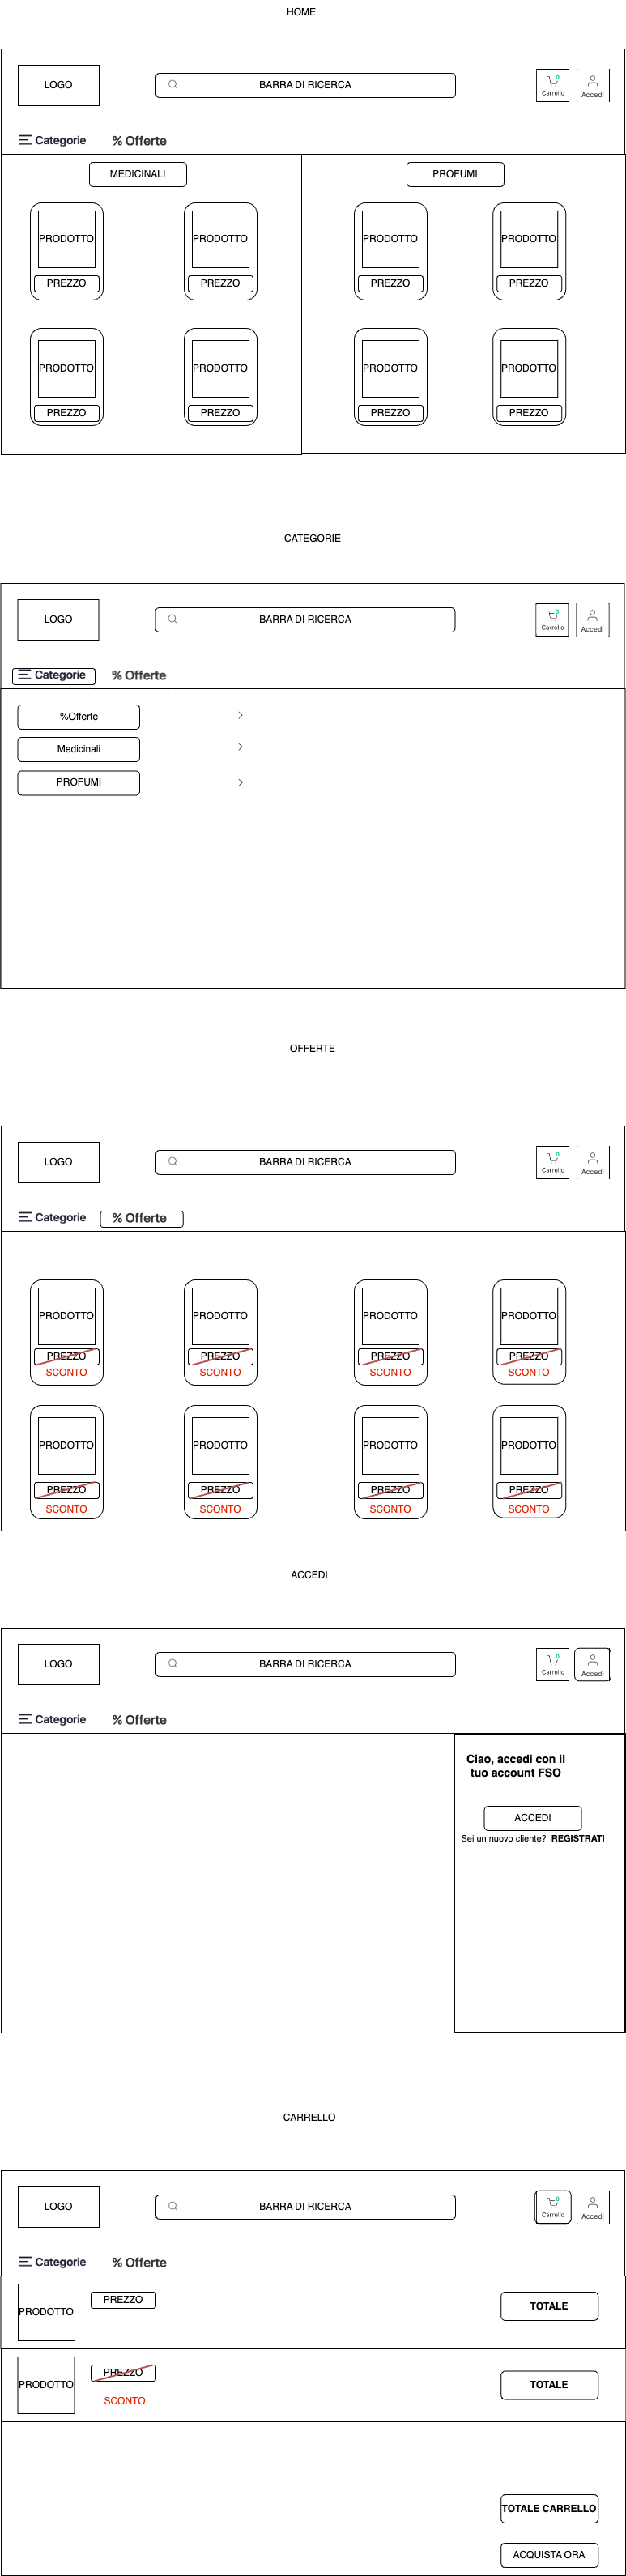 HOME
LOGO
BARRA DI RICERCA
0
Carrello
Accedi
Categorie
% Offerte
MEDICINALI
PROFUMI
PRODOTTO
PRODOTTO
PRODOTTO
PRODOTTO
PREZZO
PREZZO
PREZZO
PREZZO
PRODOTTO
PRODOTTO
PRODOTTO
PRODOTTO
PREZZO
PREZZO
PREZZO
PREZZO
CATEGORIE
LOGO
BARRA DI RICERCA
0
Carrello
Accedi
Categorie
% Offerte
%Offerte
Medicinali
PROFUMI
OFFERTE
LOGO
BARRA DI RICERCA
0
Carrello
Accedi
Categorie
% Offerte
PRODOTTO
PRODOTTO
PRODOTTO
PRODOTTO
PREZZO
PREZZO
PREZZO
PREZZO
SCONTO
SCONTO
SCONTO
SCONTO
PRODOTTO
PRODOTTO
PRODOTTO
PRODOTTO
PREZZO
PREZZO
PREZZO
PREZZO
SCONTO
SCONTO
SCONTO
SCONTO
ACCEDI
LOGO
BARRA DI RICERCA
0
Carrello
Accedi
Categorie
% Offerte
Ciao, accedi con il
tuo account FSO
ACCEDI
Sei un nuovo cliente? REGISTRATI
CARRELLO
LOGO
BARRA DI RICERCA
0
Carrello
Accedi
Categorie
% Offerte
PRODOTTO
PREZZO
TOTALE
PRODOTTO
PREZZO
SCONTO
TOTALE
TOTALE CARRELLO
ACQUISTA ORA